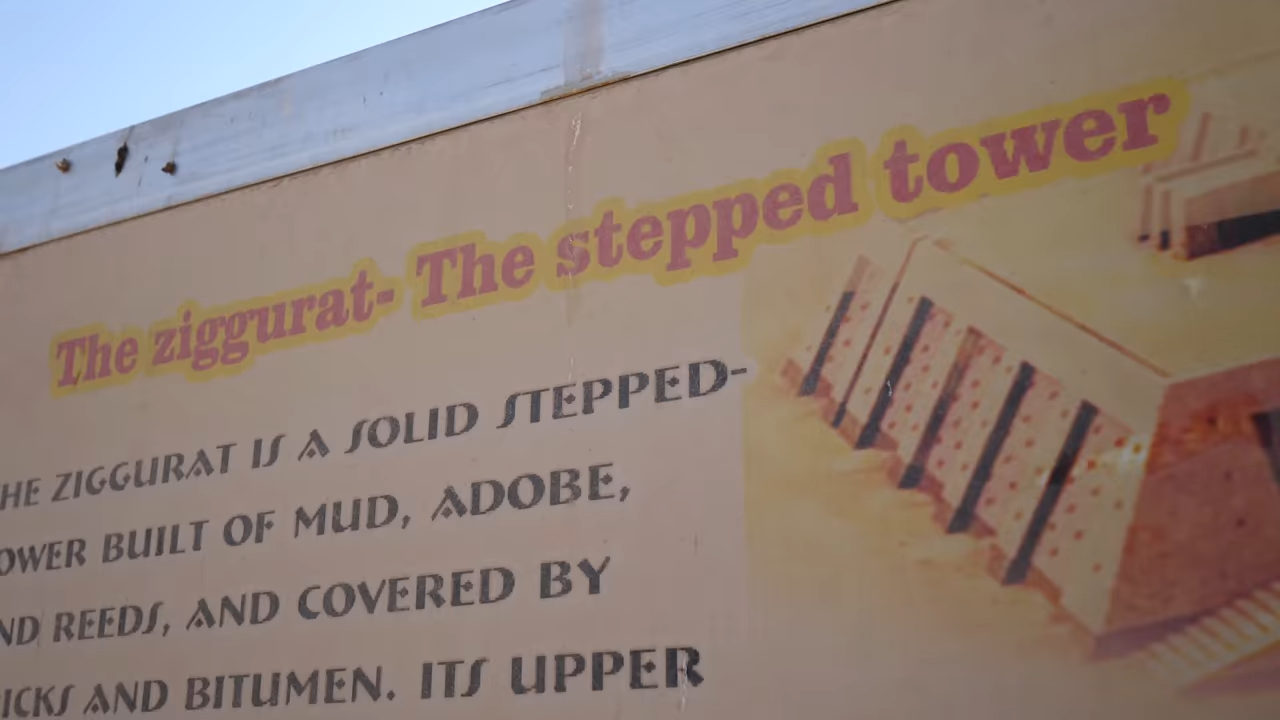 The ziggurat- The stepped tower
HE ZIGGURAT IS A SOLID STEPPED-
OWER BUILT OF MUD, ADOBE,
ND REEDS, AND COVERED BY
ICKS AND BITUMEN. ITS UPPER